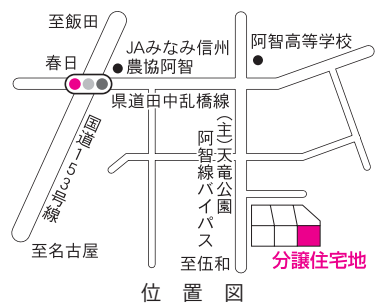 至飯田
JAみなみ信州
農協阿智
阿智高等学校
春日
県道田中乱橋線
国道153号線
(主)天竜公園
阿智線バイパス
至名古屋
至伍和
分譲住宅地
位置図